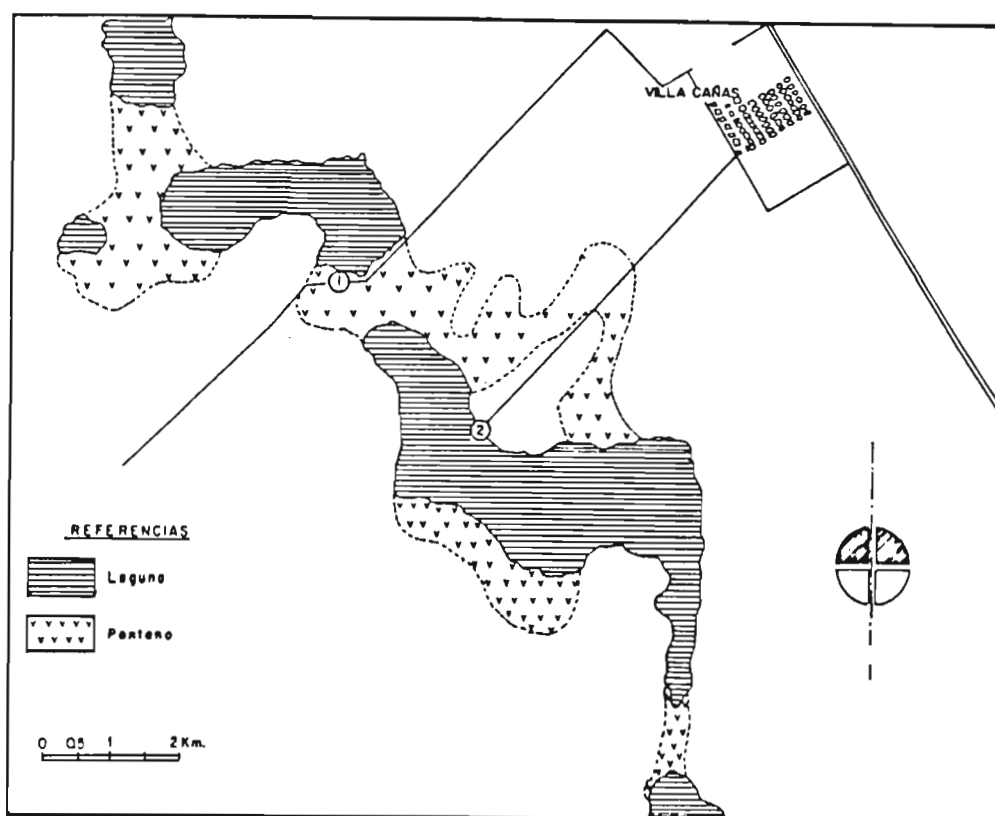 VILLA CAÑAS
1
2
REFERENCIAS
Laguna
Pantano
0 0,5 1 2 Km.